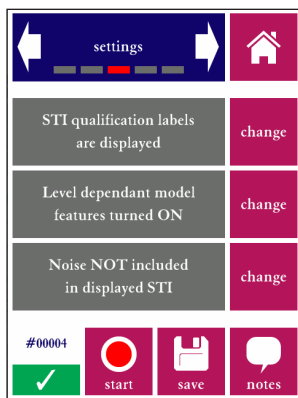 settings
STI qualification labels
are displayed
change
Level dependant model
features turned ON
change
Noise NOT included
in displayed STI
change
#00004
start
save
notes